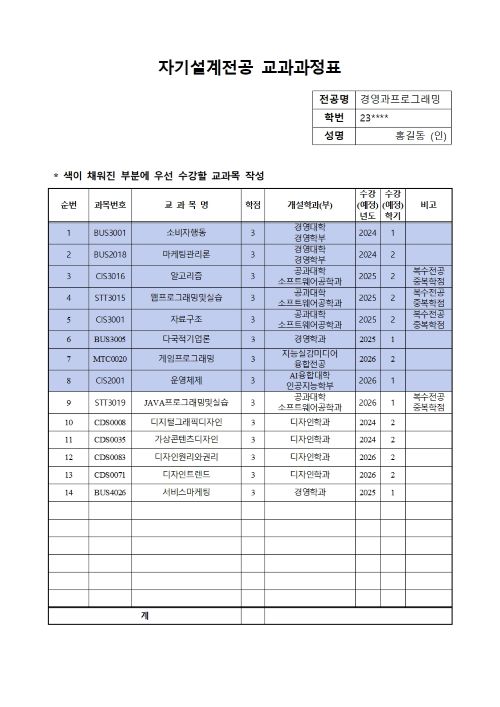 자기설계전공 교과과정표
전공명 경영과프로그래밍
학번 23****
성명 홍길동 (인)
* 색이 채워진 부분에 우선 수강할 교과목 작성
순번 과목번호 교 과 목 명 학점 개설학과(부) 수강(예정)년도 수강(예정)학기 비고
1 BUS3001 소비자행동 3 경영대학 경영학부 2024 1
2 BUS2018 마케팅관리론 3 경영대학 경영학부 2024 2
3 CIS3016 알고리즘 3 공과대학 소프트웨어공학과 2025 2 복수전공 중복학점
4 STT3015 웹프로그래밍및실습 3 공과대학 소프트웨어공학과 2025 2 복수전공 중복학점
5 CIS3001 자료구조 3 공과대학 소프트웨어공학과 2025 2 복수전공 중복학점
6 BUS3005 다국적기업론 3 경영학과 2025 1
7 MTC0020 게임프로그래밍 3 지능실감미디어 융합전공 2026 2
8 CIS2001 운영체제 3 AI융합대학 인공지능학부 2026 1
9 STT3019 JAVA프로그래밍및실습 3 공과대학 소프트웨어공학과 2026 1 복수전공 중복학점
10 CDS0008 디지털그래픽디자인 3 디자인학과 2024 2
11 CDS0035 가상콘텐츠디자인 3 디자인학과 2024 2
12 CDS0083 디자인원리와권리 3 디자인학과 2026 2
13 CDS0071 디자인트렌드 3 디자인학과 2026 2
14 BUS4026 서비스마케팅 3 경영학과 2025 1
계